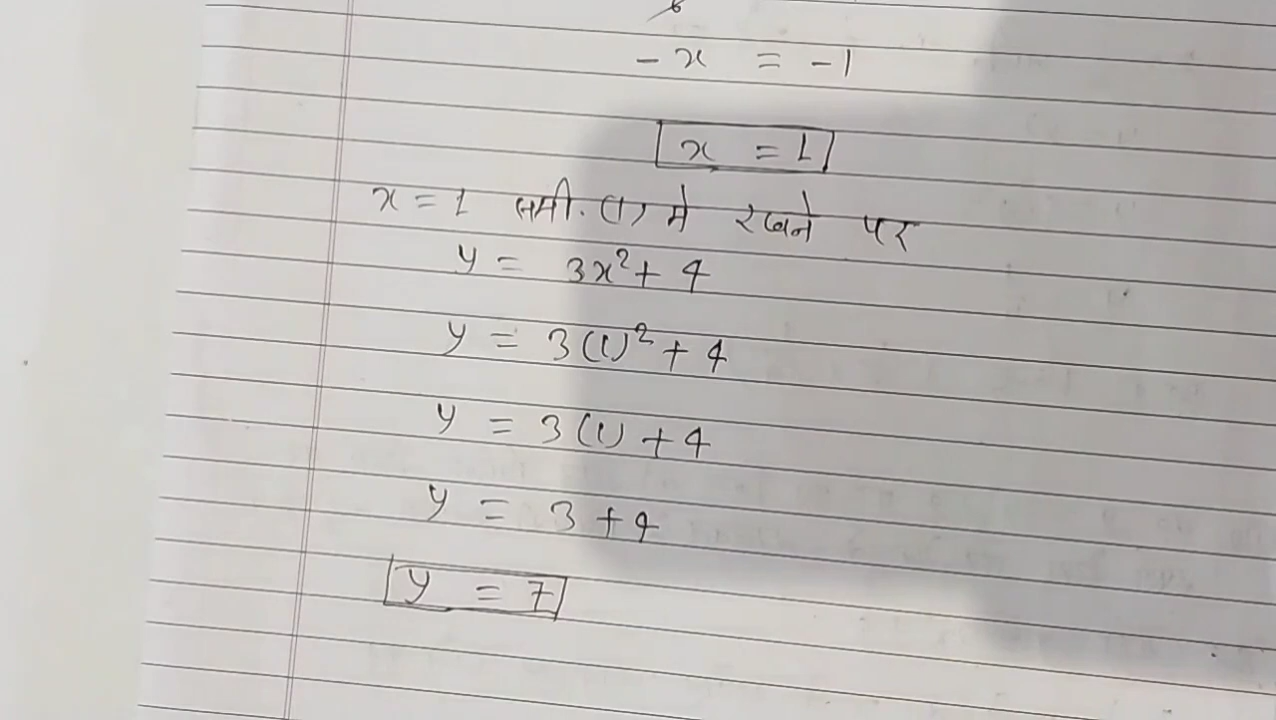 6
- x = -1
x = 1
x = 1 समी. (1) मे रखने पर
y = 3x² + 4
y = 3(1)² + 4
y = 3(1) + 4
y = 3 + 4
y = 7